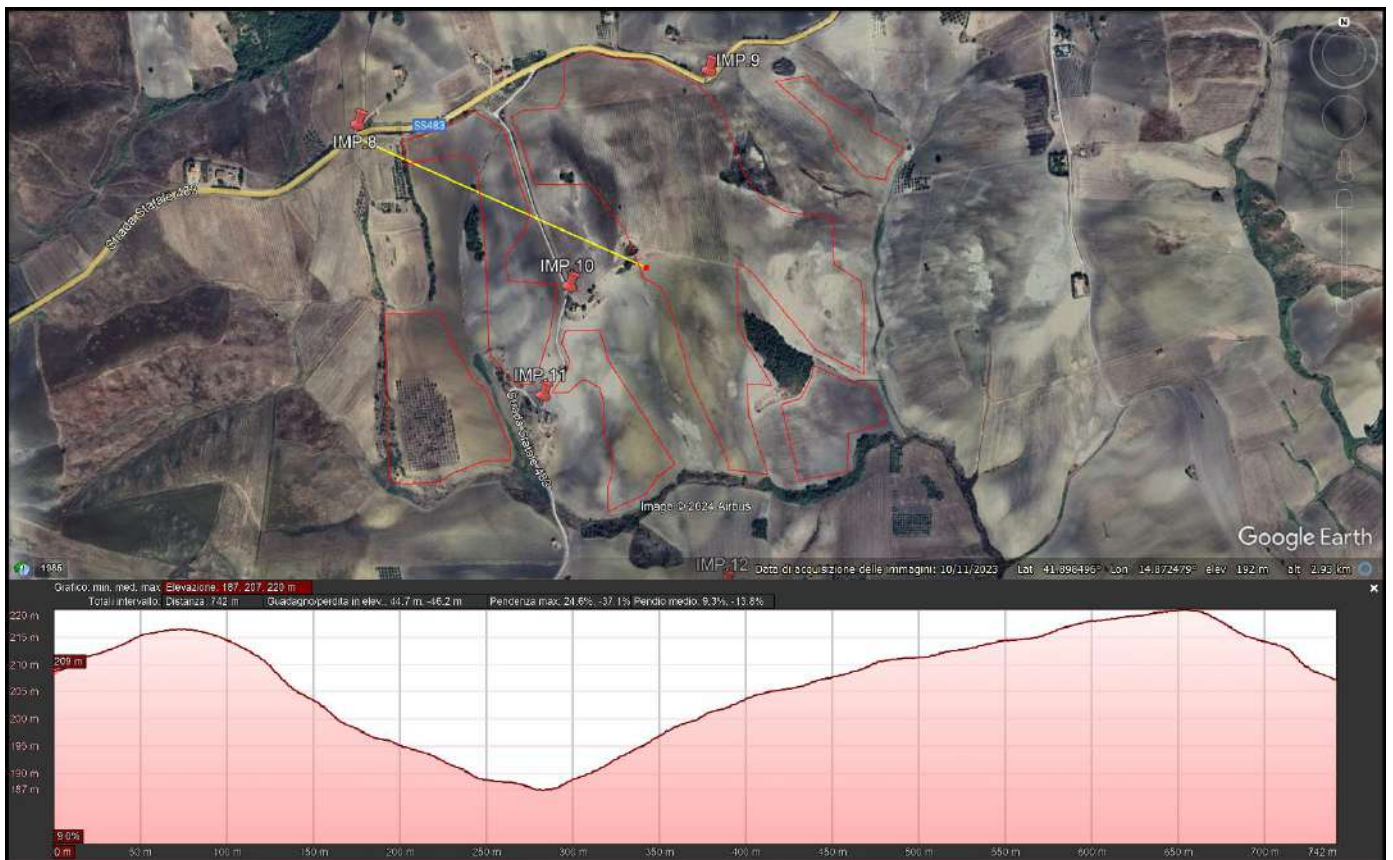 N
IMP.9
IMP.8
SS483
Strada Statale 483
IMP.10
IMP.11
Strada Statale 483
Image © 2024 Airbus
Google Earth
IMP.12
1985
Data di acquisizione delle immagini: 10/11/2023 Lat 41.898496° Lon 14.872479° elev 192 m alt 2.93 km
Grafico: min, med, max Elevazione: 187, 207, 220 m
Totali intervallo: Distanza: 742 m Guadagno/perdita in elev.: 44.7 m, -46.2 m Pendenza max: 24.6%, -37.1% Pendio medio: 9.3%, -13.8%
220 m
215 m
210 m
209 m
205 m
200 m
195 m
190 m
187 m
9.0%
0 m 50 m 100 m 150 m 200 m 250 m 300 m 350 m 400 m 450 m 500 m 550 m 600 m 650 m 700 m 742 m